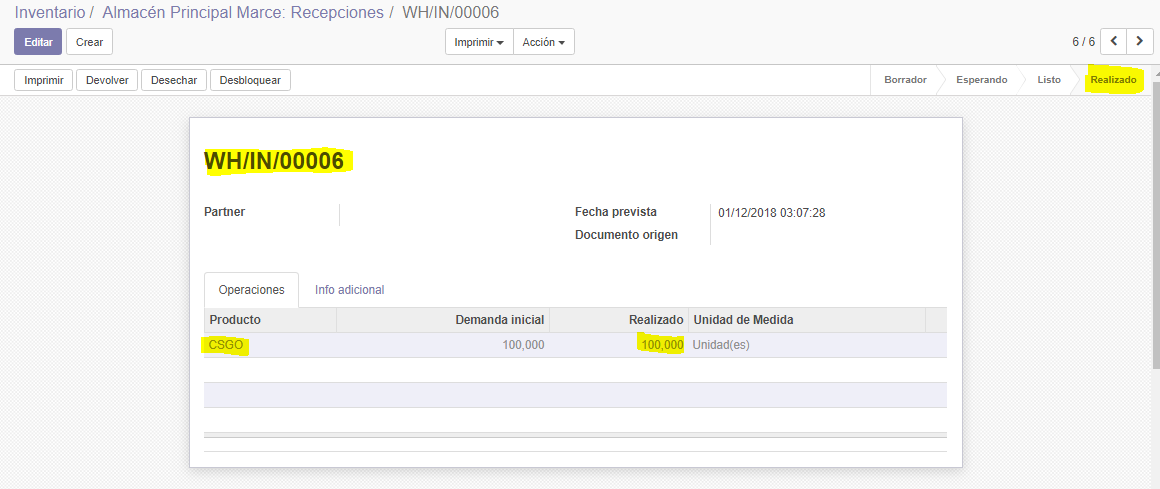 Inventario / Almacén Principal Marce: Recepciones / WH/IN/00006
Editar Crear Imprimir Acción 6 / 6
Imprimir Devolver Desechar Desbloquear Borrador Esperando Listo Realizado
WH/IN/00006
Partner Fecha prevista 01/12/2018 03:07:28
Documento origen
Operaciones Info adicional
Producto Demanda inicial Realizado Unidad de Medida
CSGO 100,000 100,000 Unidad(es)